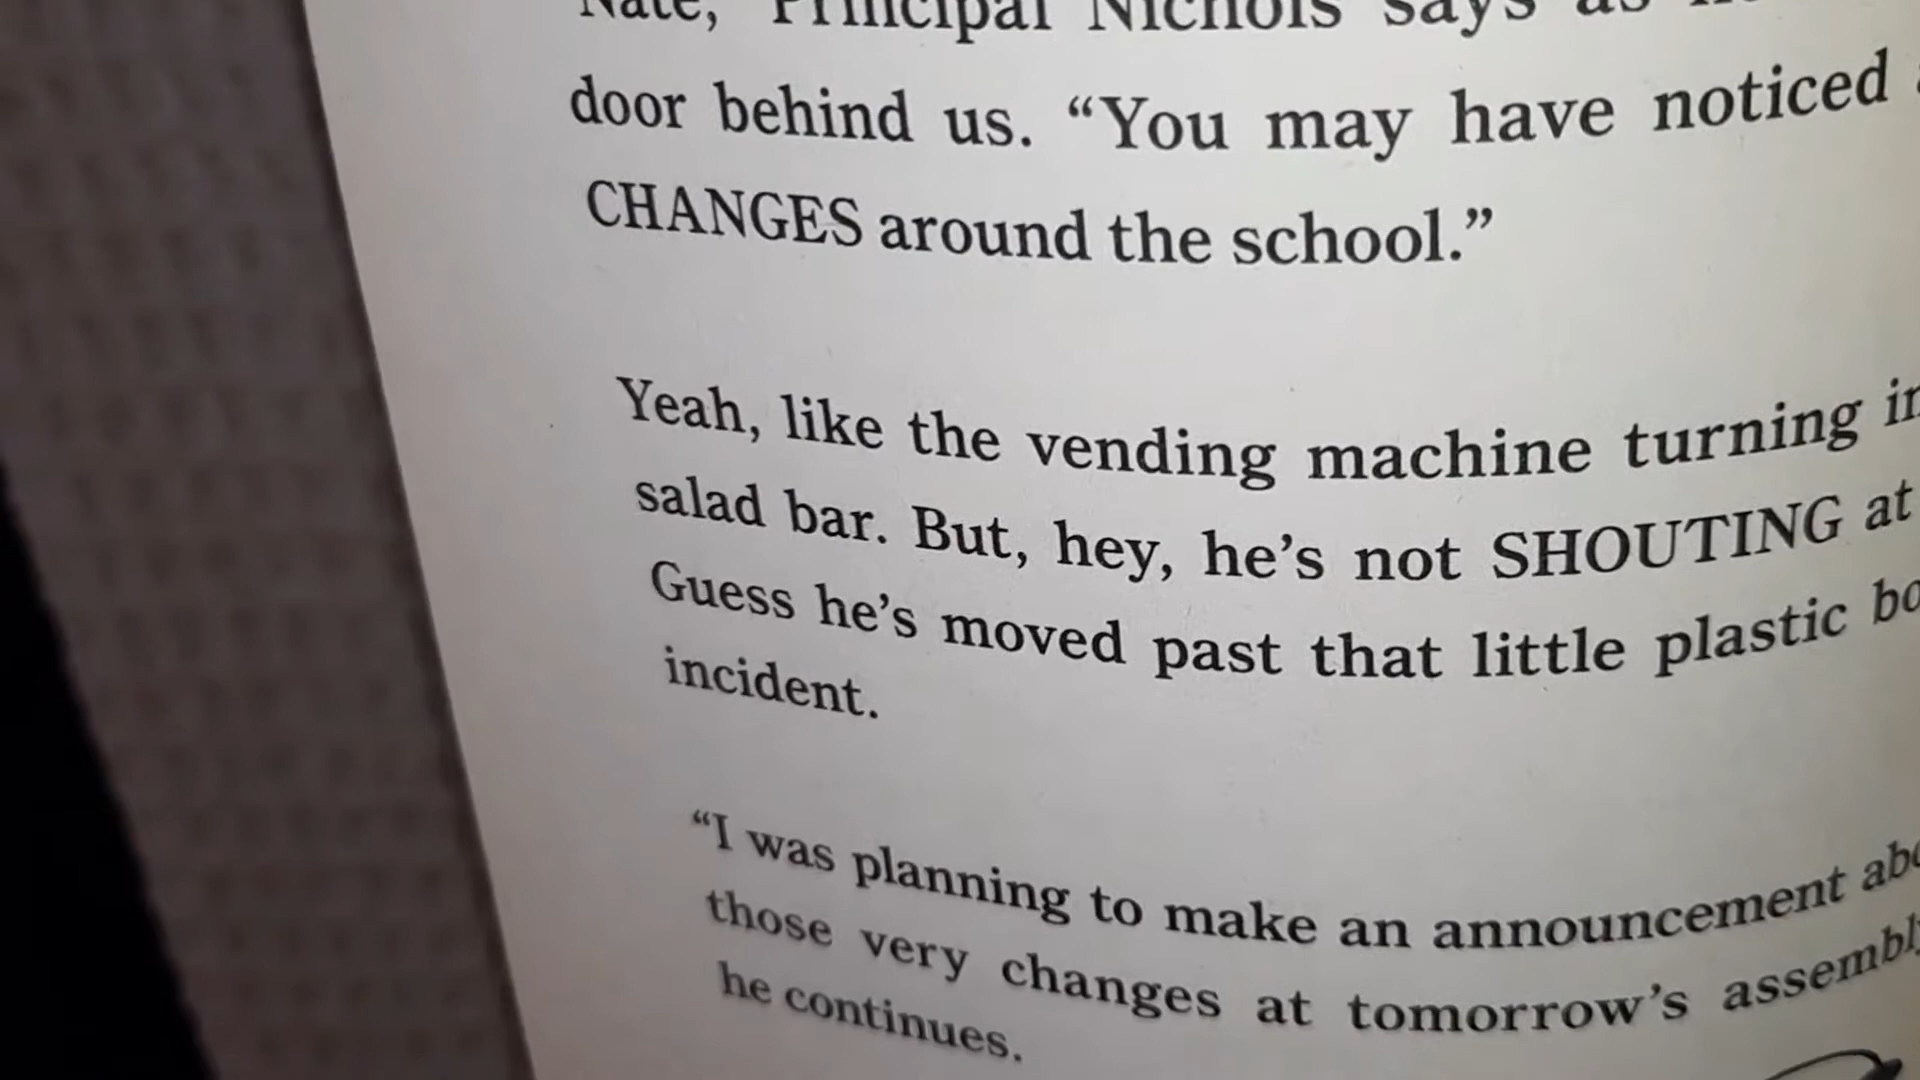 Nate, Principal Nichols says as
door behind us. “You may have noticed
CHANGES around the school.”
Yeah, like the vending machine turning
salad bar. But, hey, he’s not SHOUTING at
Guess he’s moved past that little plastic
incident.
“I was planning to make an announcement
those very changes at tomorrow’s
he continues.